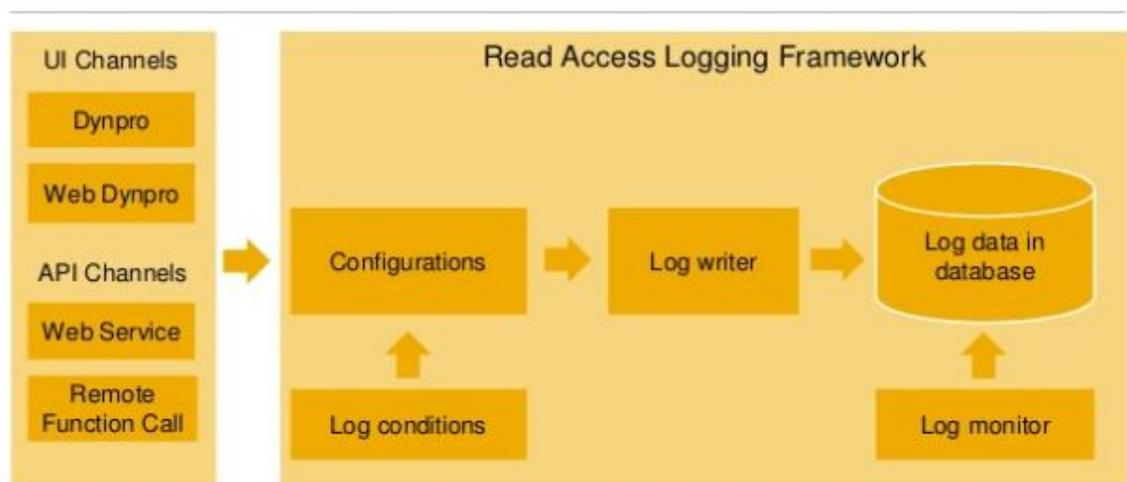 UI Channels
Dynpro
Web Dynpro
API Channels
Web Service
Remote
Function Call
Read Access Logging Framework
Configurations
Log writer
Log data in
database
Log conditions
Log monitor